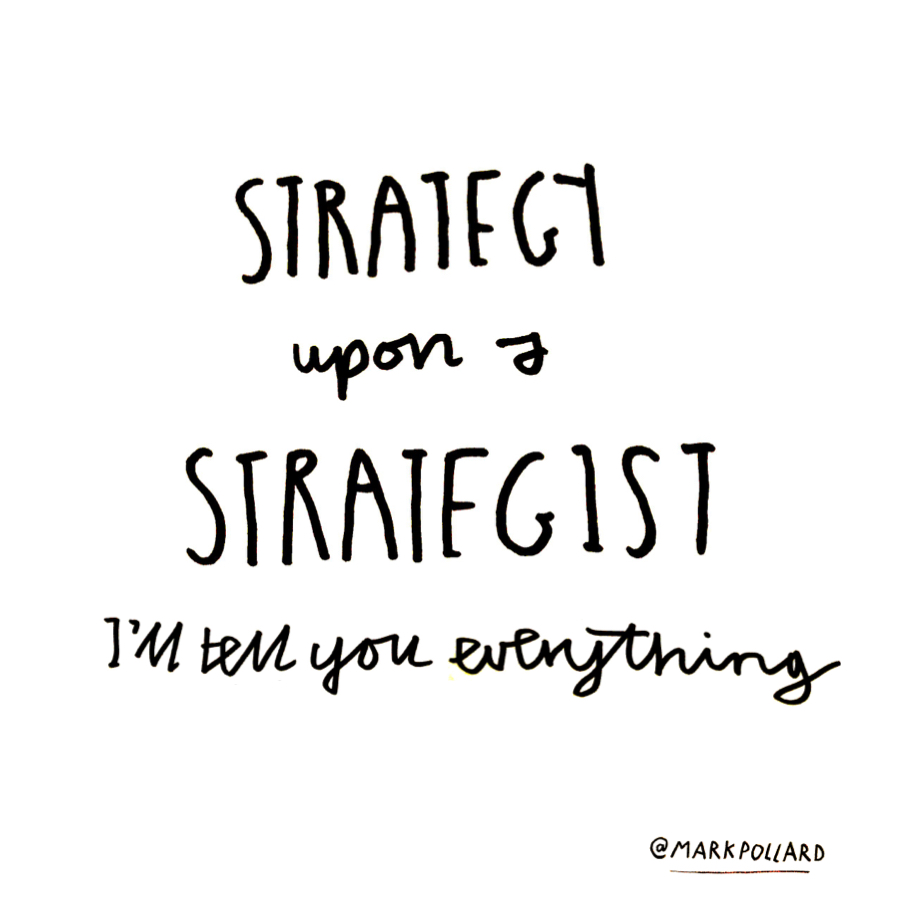 STRATEGY
upon a
STRATEGIST
I'll tell you everything
@MARKPOLLARD